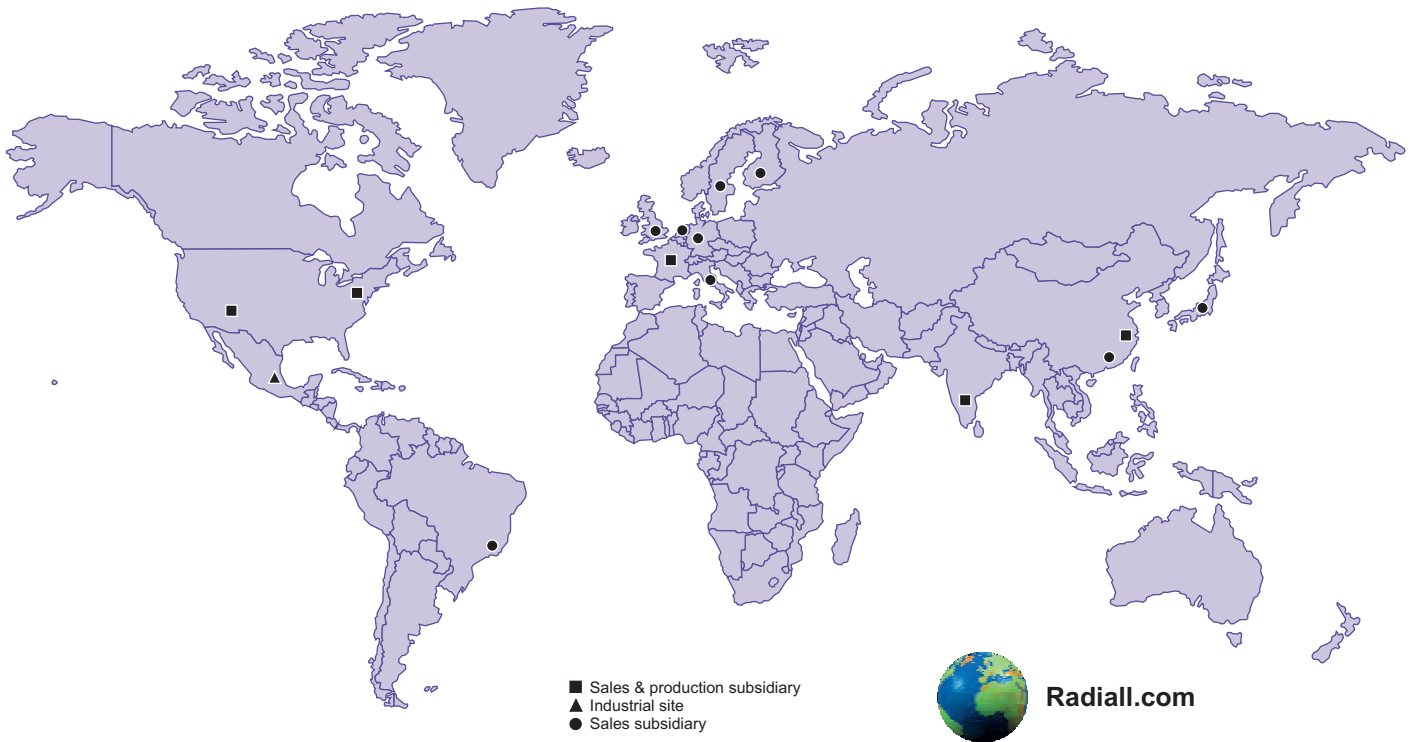 Sales & production subsidiary
Industrial site
Sales subsidiary
Radiall.com